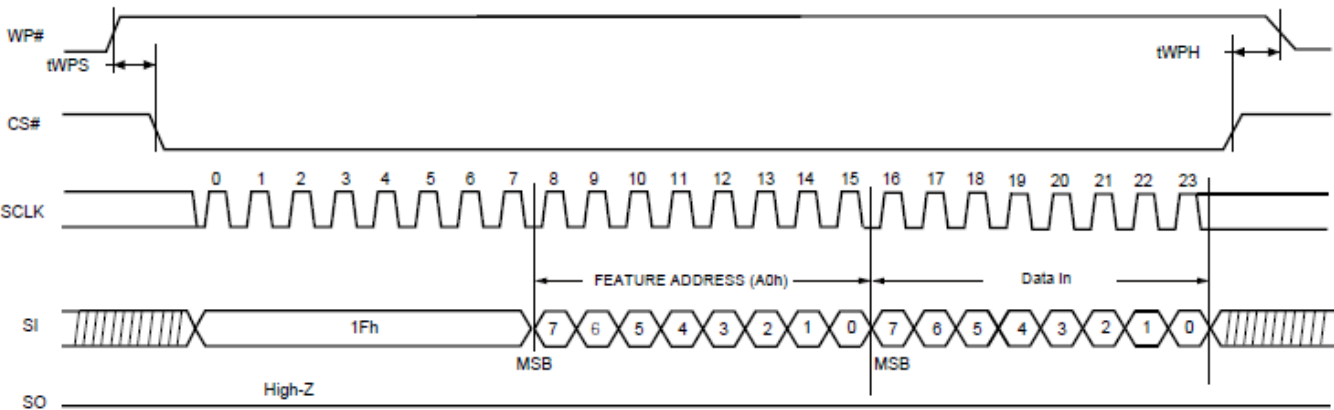 WP#
tWPS
tWPH
CS#
0 1 2 3 4 5 6 7 8 9 10 11 12 13 14 15 16 17 18 19 20 21 22 23
SCLK
FEATURE ADDRESS (A0h) Data In
SI 1Fh 7 6 5 4 3 2 1 0 7 6 5 4 3 2 1 0
MSB MSB
High-Z
SO